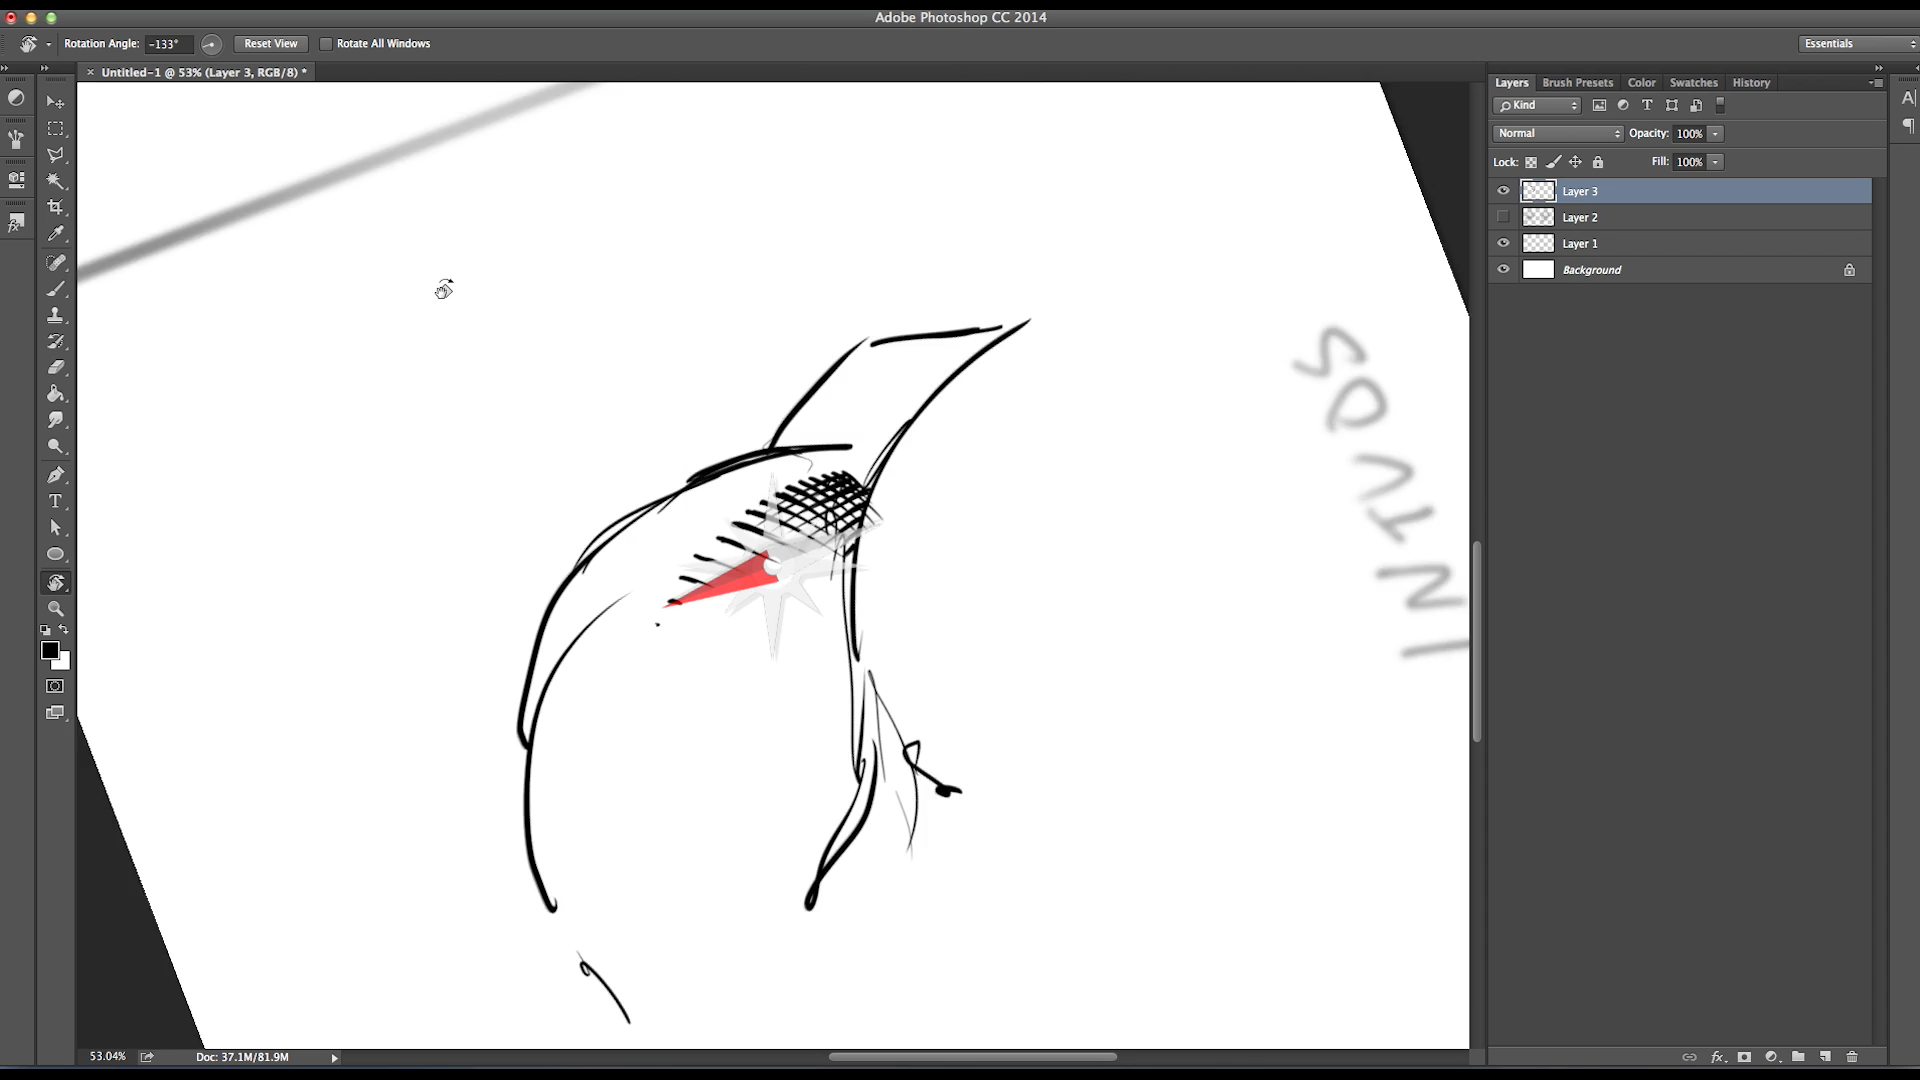 Adobe Photoshop CC 2014
Rotation Angle: -133° Reset View Rotate All Windows Essentials
× Untitled-1 @ 53% (Layer 3, RGB/8) *
Layers Brush Presets Color Swatches History
Kind T
Normal Opacity: 100%
Lock: Fill: 100%
Layer 3
Layer 2
Layer 1
Background
A
T
fx
53.04% Doc: 37.1M/81.9M fx